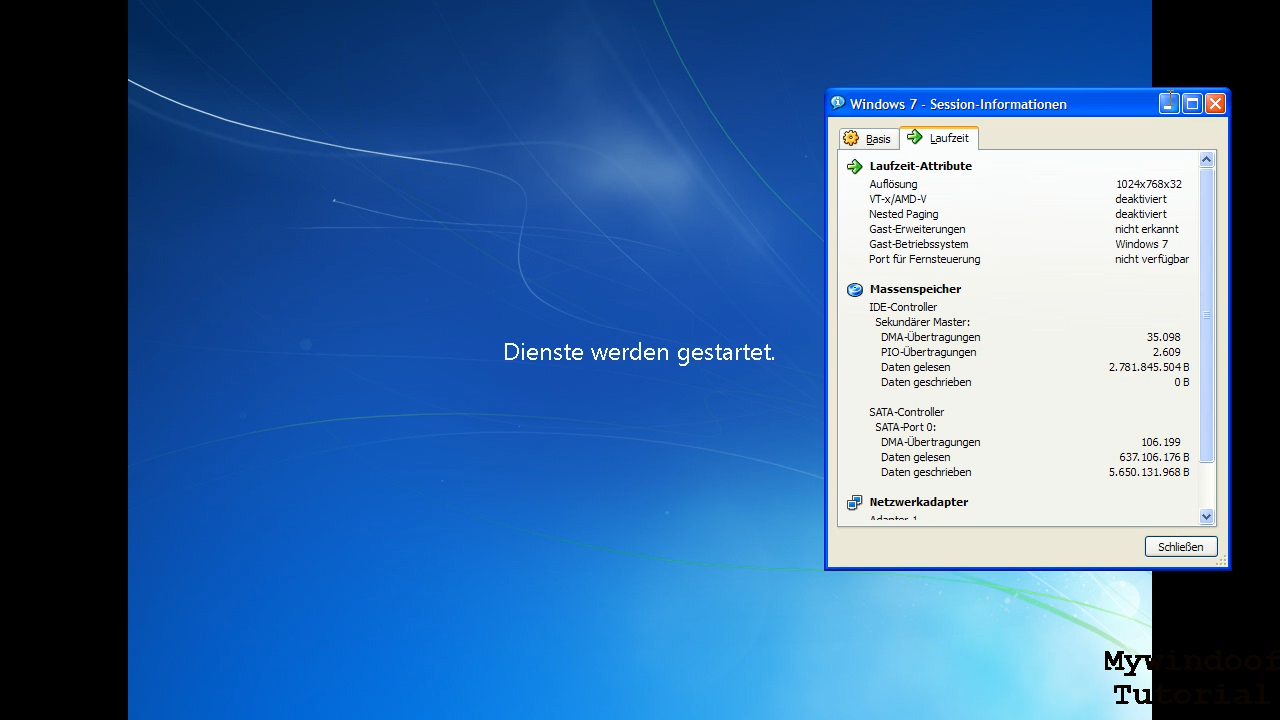 Windows 7 - Session-Informationen
Basis
Laufzeit
Laufzeit-Attribute
Auflösung 1024x768x32
VT-x/AMD-V deaktiviert
Nested Paging deaktiviert
Gast-Erweiterungen nicht erkannt
Gast-Betriebssystem Windows 7
Port für Fernsteuerung nicht verfügbar
Massenspeicher
IDE-Controller
Sekundärer Master:
DMA-Übertragungen 35.098
PIO-Übertragungen 2.609
Daten gelesen 2.781.845.504 B
Daten geschrieben 0 B
SATA-Controller
SATA-Port 0:
DMA-Übertragungen 106.199
Daten gelesen 637.106.176 B
Daten geschrieben 5.650.131.968 B
Netzwerkadapter
Adapter 1
Schließen
Dienste werden gestartet.
Mywindoof
Tutorial